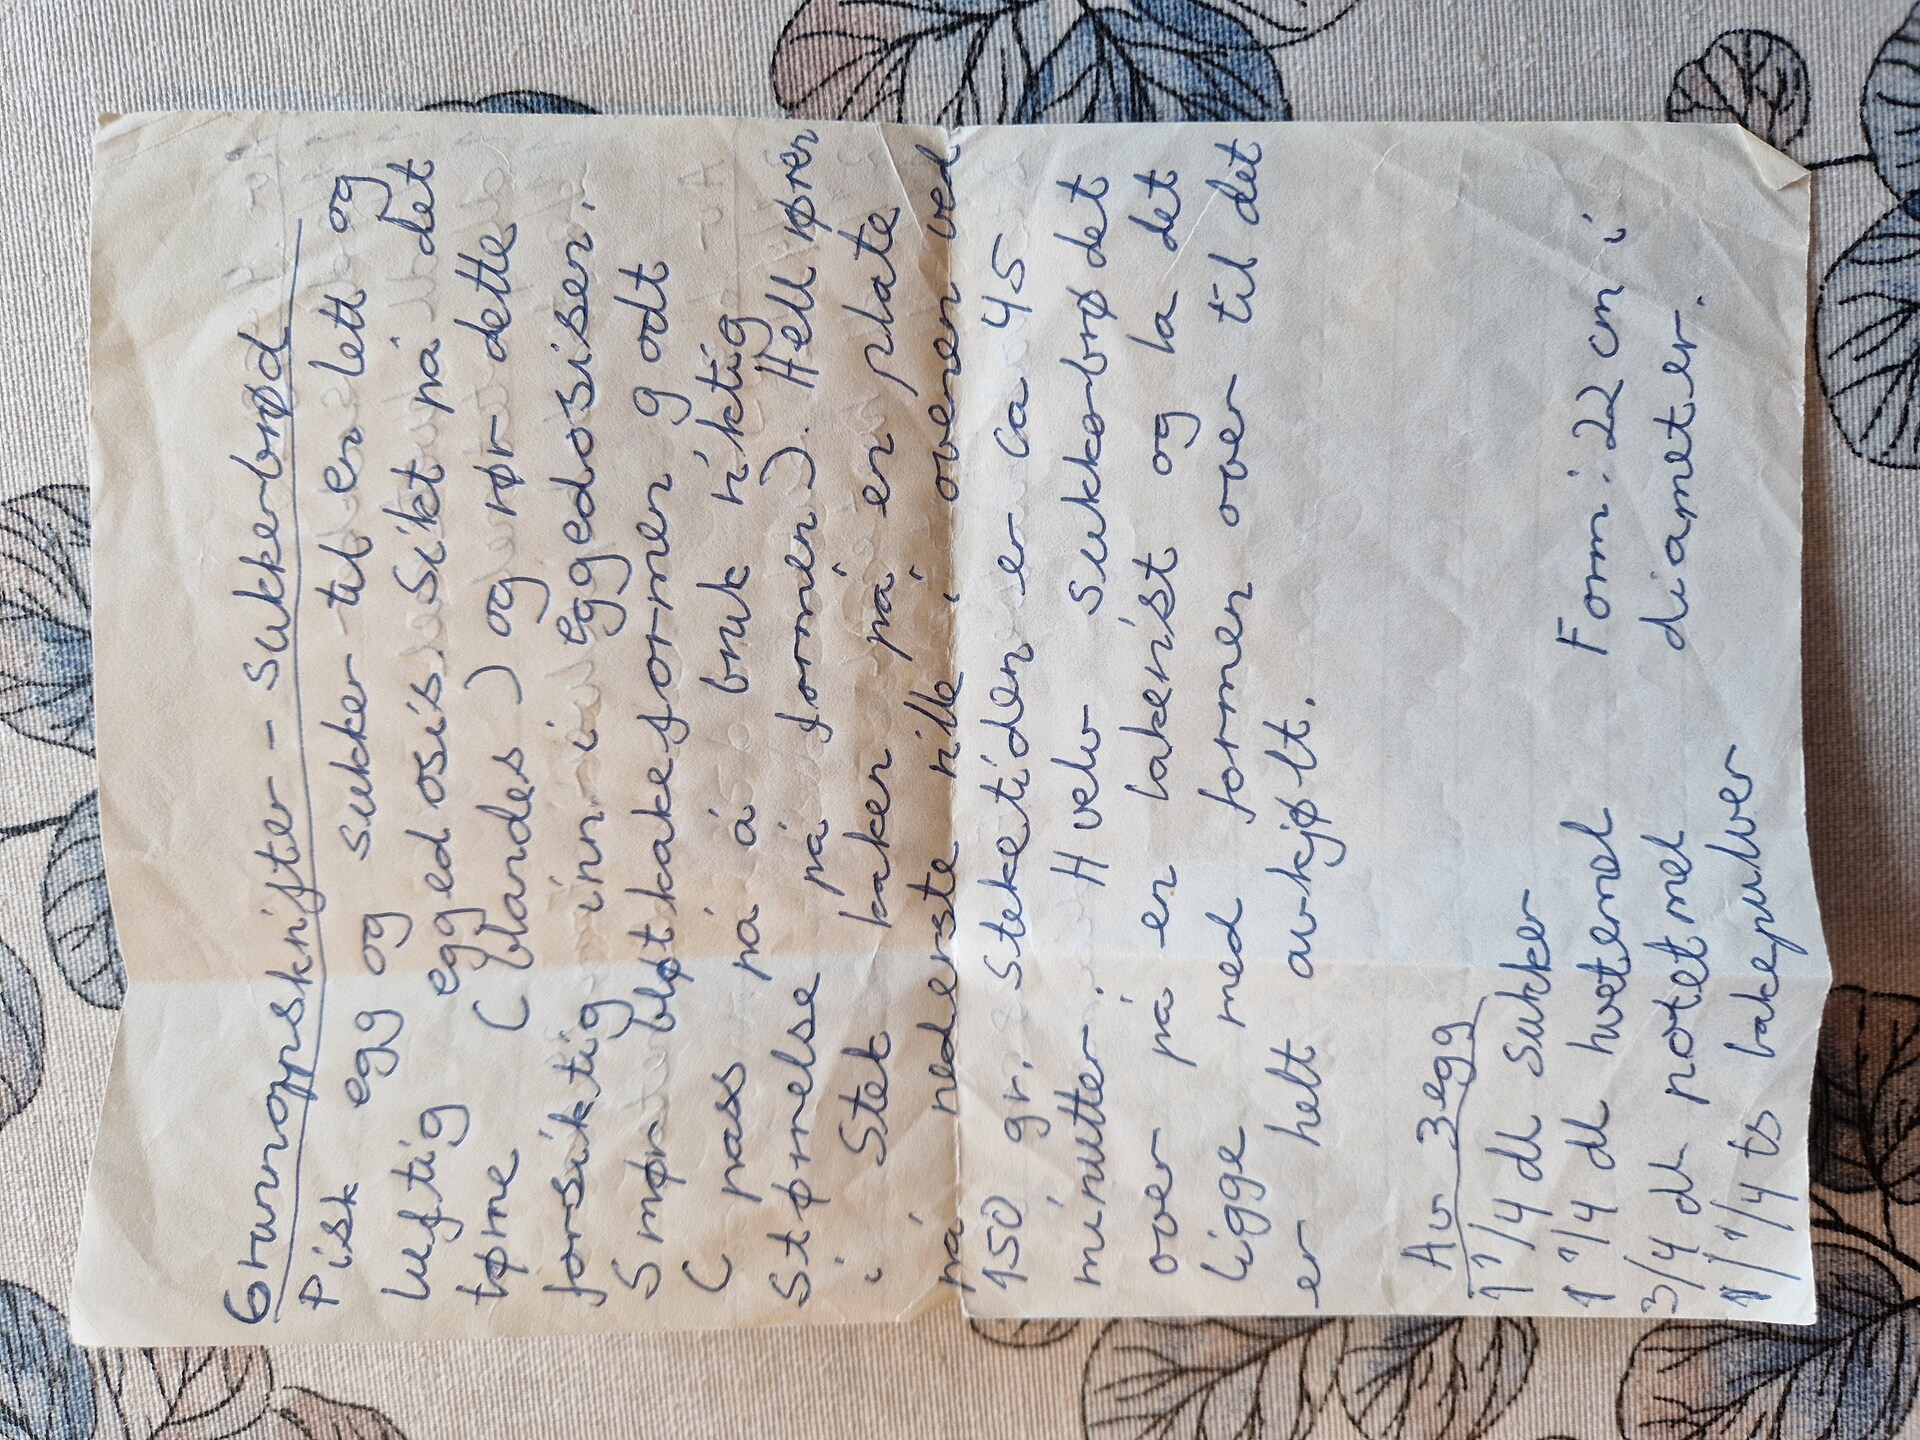 Grunnoppskrifter - Sukkerbrød
Pisk egg og sukker til en lett og
luftig eggedosis. Sikt på det
tørre (blandes) og rør dette
forsiktig inn i eggedosisen.
Smør bløtkakeformen godt
( pass på å bruk riktig
Størrelse på formen). Hell røren
i Stek kaken på en plate
på nederste rille i ovenen ved
150 gr. Steketiden er ca 45
minutter. Hvelv sukkerbrødet
over på en bakerist og la det
ligge med formen over til det
er helt avkjølt.
Av 3egg
1 1/4 dl Sukker
1 1/4 dl hvetemel
3/4 dl potetmel
1/1/4 ts bakepulver
Form: 22 cm i
diameter.